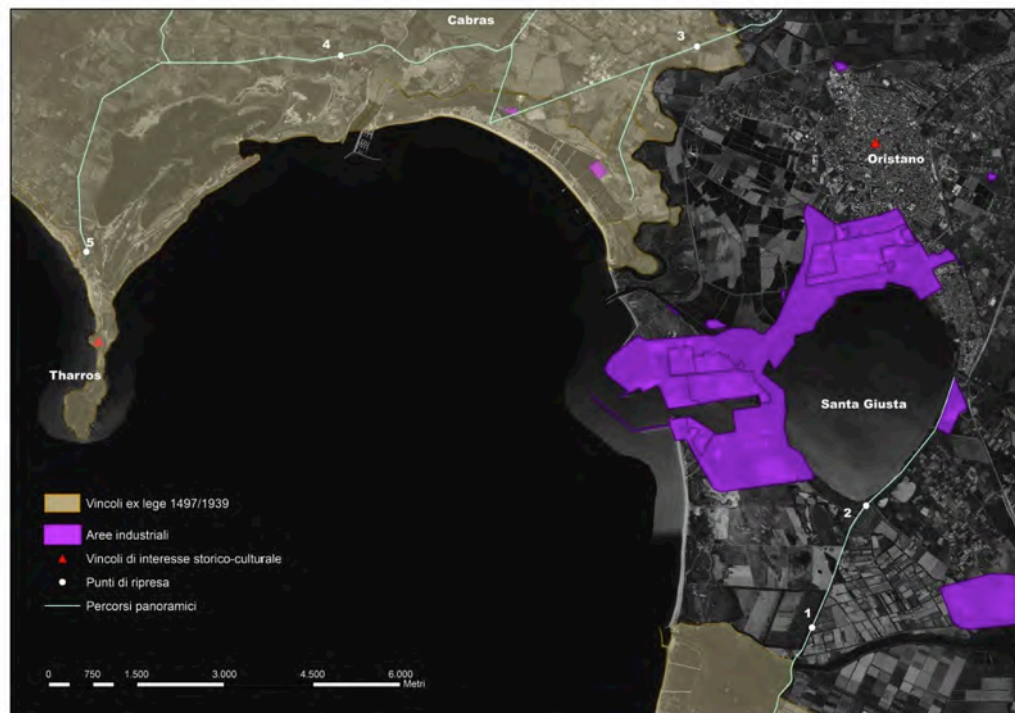 Cabras
4
3
Oristano
5
Tharros
Santa Giusta
2
1
Vincoli ex lege 1497/1939
Aree industriali
Vincoli di interesse storico-culturale
Punti di ripresa
Percorsi panoramici
0 750 1.500 3.000 4.500 6.000
Metri